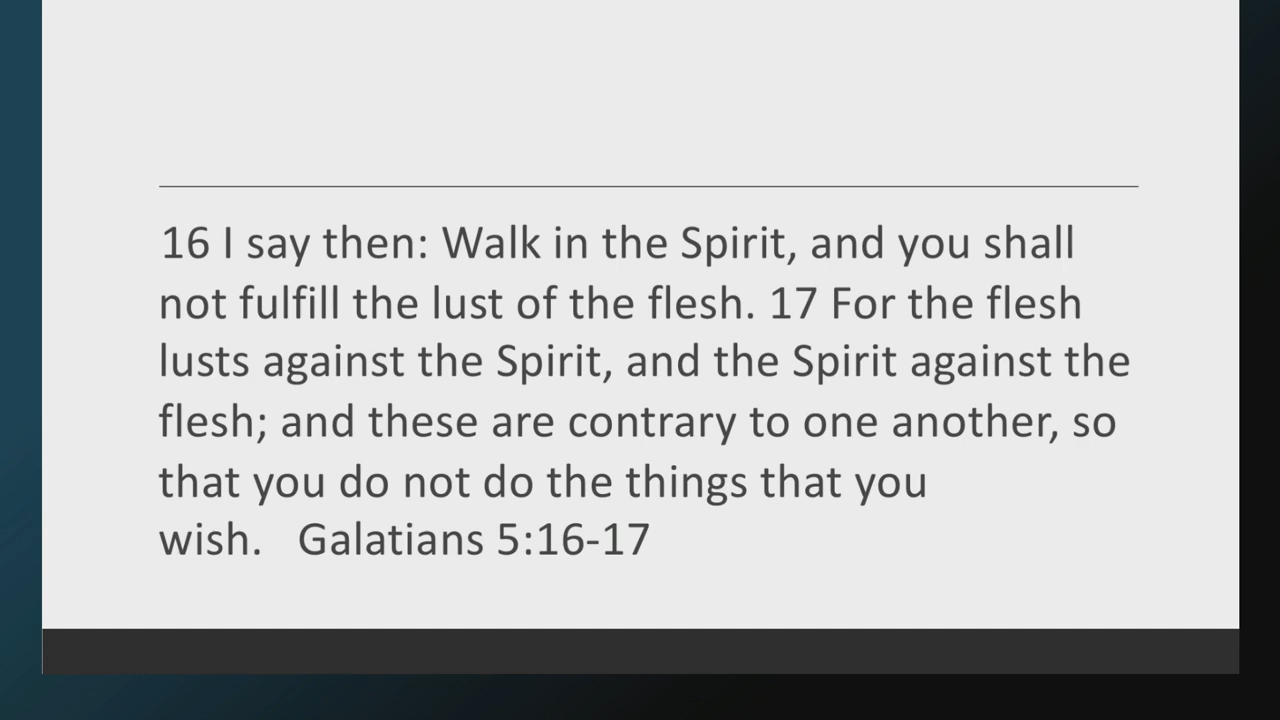 16 I say then: Walk in the Spirit, and you shall
not fulfill the lust of the flesh. 17 For the flesh
lusts against the Spirit, and the Spirit against the
flesh; and these are contrary to one another, so
that you do not do the things that you
wish.   Galatians 5:16-17